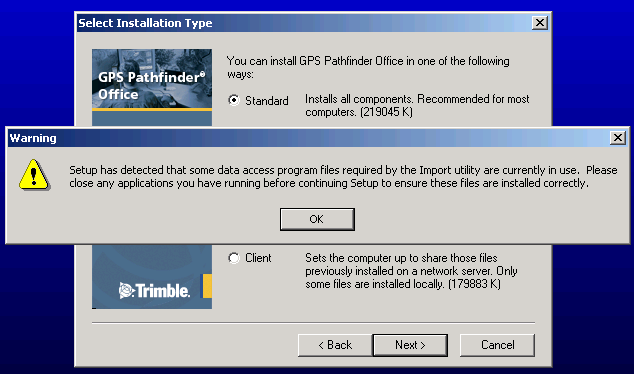 Select Installation Type
GPS Pathfinder®
Office
You can install GPS Pathfinder Office in one of the following
ways:
Standard
Installs all components. Recommended for most
computers. (219045 K)
Warning
Setup has detected that some data access program files required by the Import utility are currently in use. Please
close any applications you have running before continuing Setup to ensure these files are installed correctly.
OK
Client
Sets the computer up to share those files
previously installed on a network server. Only
some files are installed locally. (179883 K)
Trimble.
< Back
Next >
Cancel